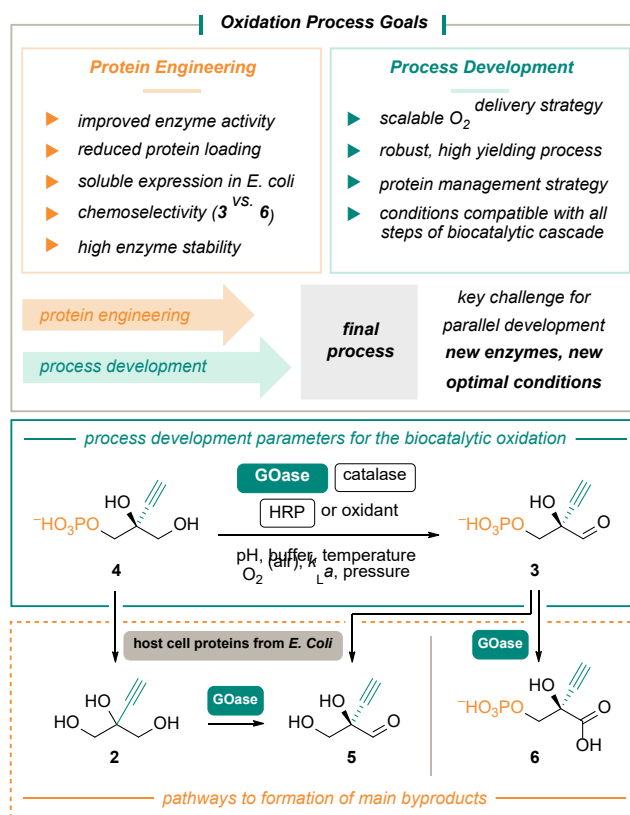 Oxidation Process Goals
Protein Engineering
improved enzyme activity
reduced protein loading
soluble expression in E. coli
chemoselectivity (3 vs. 6)
high enzyme stability
Process Development
scalable O2 delivery strategy
robust, high yielding process
protein management strategy
conditions compatible with all
steps of biocatalytic cascade
protein engineering
process development
final
process
key challenge for
parallel development
new enzymes, new
optimal conditions
process development parameters for the biocatalytic oxidation
-HO3PO
HO
OH
4
GOase
catalase
HRP
or oxidant
pH, buffer, temperature
O2 (air), kLa, pressure
-HO3PO
HO
O
3
host cell proteins from E. Coli
GOase
HO
HO
OH
2
GOase
HO
HO
O
5
-HO3PO
HO
O
OH
6
pathways to formation of main byproducts